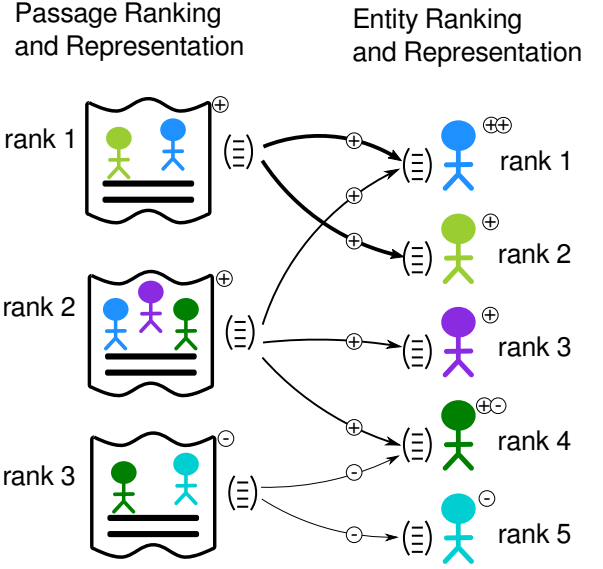 Passage Ranking
and Representation
Entity Ranking
and Representation
rank 1
rank 2
rank 3
rank 1
rank 2
rank 3
rank 4
rank 5